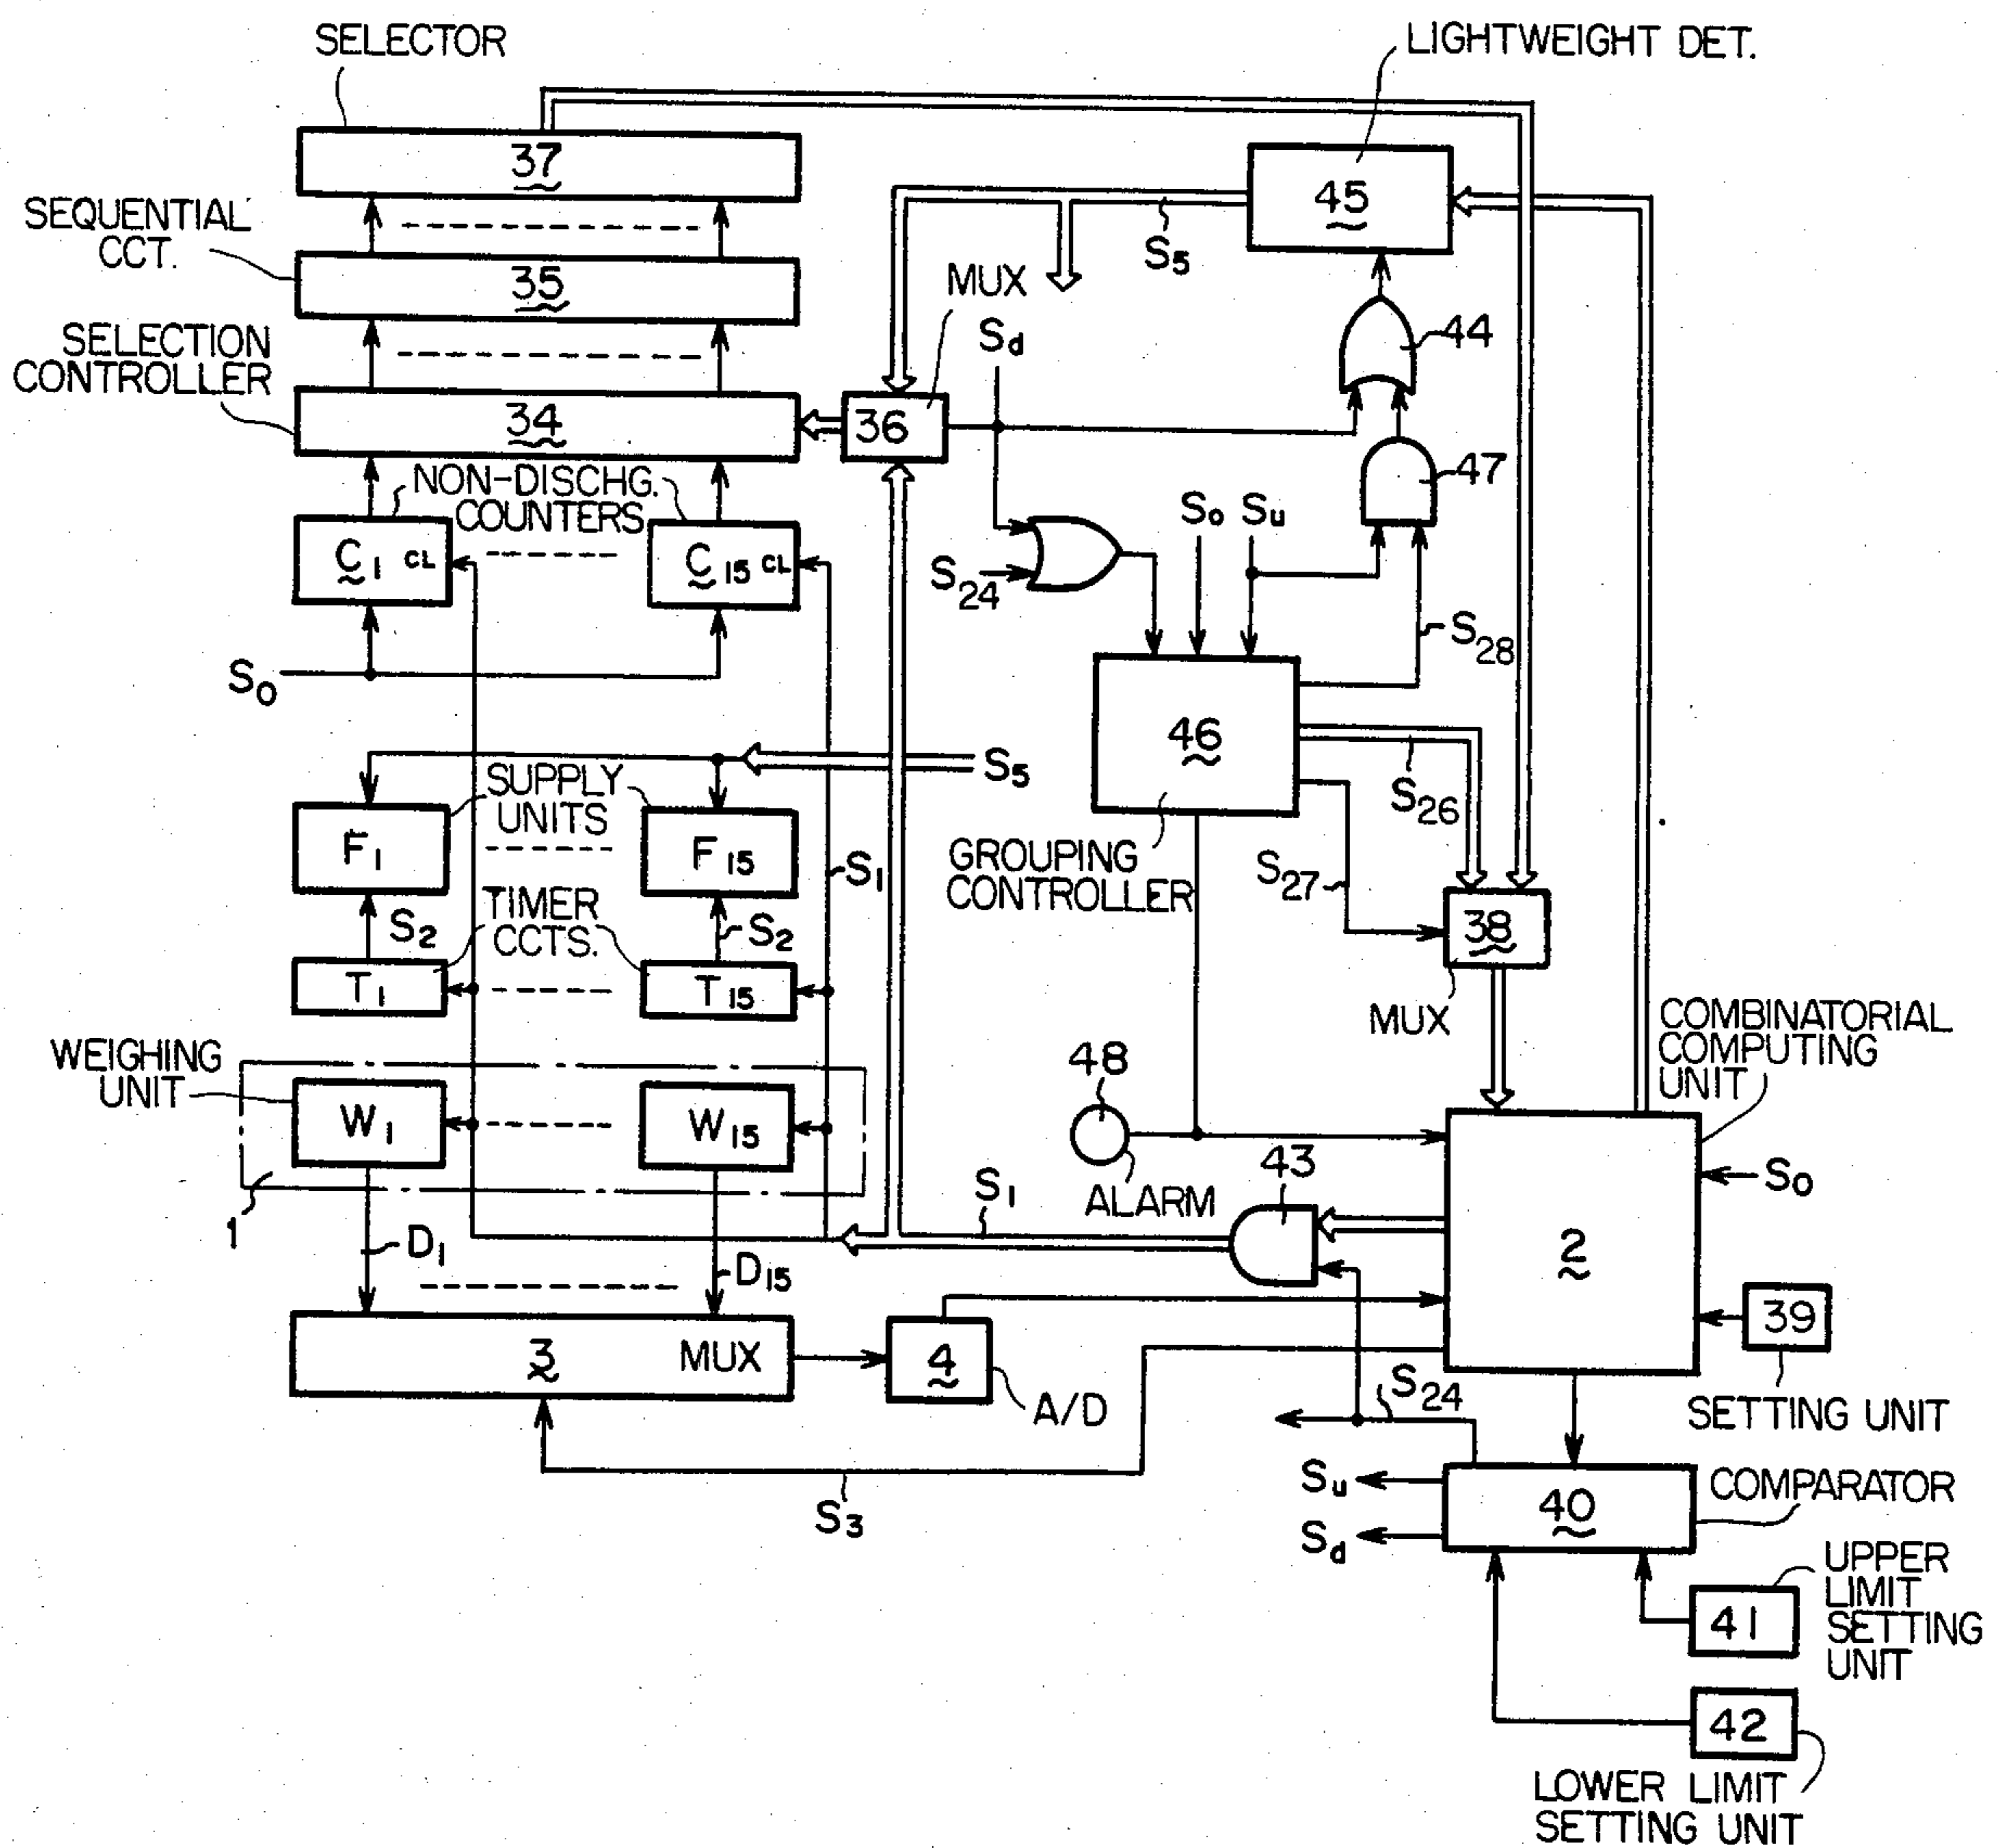 SELECTOR
LIGHTWEIGHT DET.
37
45
SEQUENTIAL
CCT.
35
S5
MUX
Sd
44
SELECTION
CONTROLLER
34
36
47
NON-DISCHG.
COUNTERS
C1 CL
C15 CL
S0 Su
S24
S28
S0
46
S5
S26
SUPPLY
UNITS
F1
F15
S1
GROUPING
CONTROLLER
S27
38
TIMER
CCTS.
S2
S2
T1
T15
MUX
COMBINATORIAL
COMPUTING
UNIT
WEIGHING
UNIT
W1
W15
48
43
S0
1
ALARM
S1
2
D1
D15
39
3 MUX
4
A/D
S24
SETTING UNIT
S3
Su
Sd
40
COMPARATOR
UPPER
LIMIT
SETTING
UNIT
41
42
LOWER LIMIT
SETTING UNIT